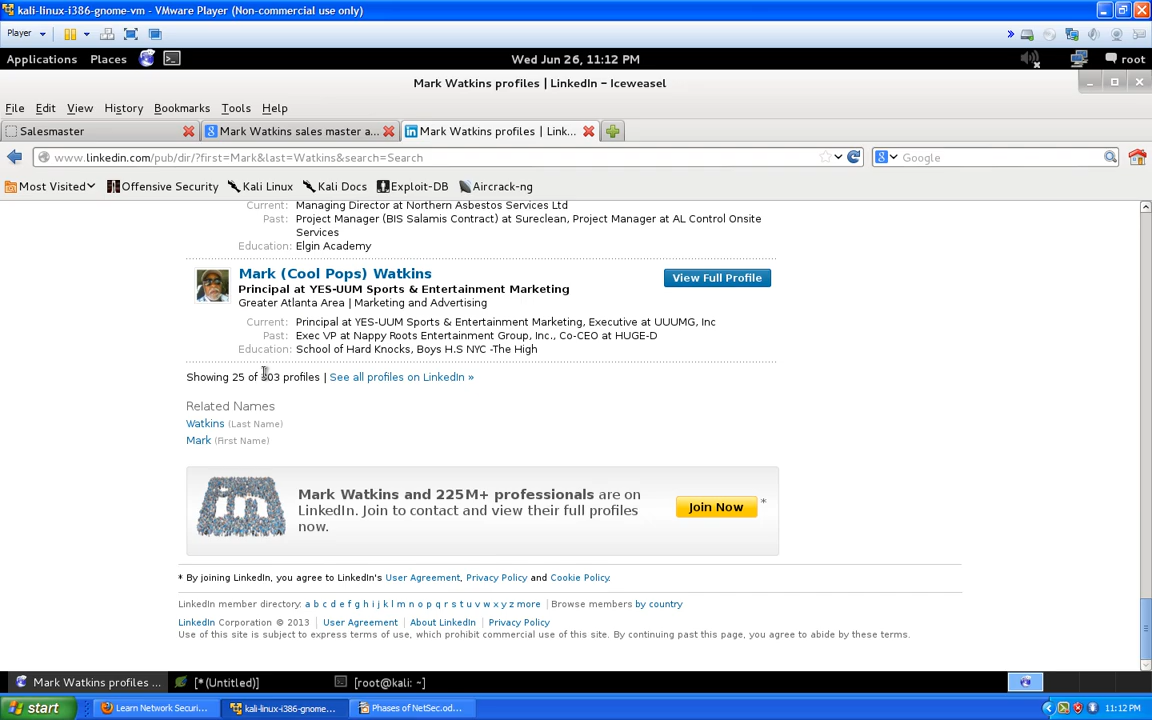 kali-linux-i386-gnome-vm - VMware Player (Non-commercial use only)
Player
Applications Places Wed Jun 26, 11:12 PM root
Mark Watkins profiles | LinkedIn - Iceweasel
File Edit View History Bookmarks Tools Help
Salesmaster Mark Watkins sales master a... Mark Watkins profiles | Link...
www.linkedin.com/pub/dir/?first=Mark&last=Watkins&search=Search Google
Most Visited Offensive Security Kali Linux Kali Docs Exploit-DB Aircrack-ng
Current: Managing Director at Northern Asbestos Services Ltd
Past: Project Manager (BIS Salamis Contract) at Sureclean, Project Manager at AL Control Onsite
Services
Education: Elgin Academy
Mark (Cool Pops) Watkins View Full Profile
Principal at YES-UUM Sports & Entertainment Marketing
Greater Atlanta Area | Marketing and Advertising
Current: Principal at YES-UUM Sports & Entertainment Marketing, Executive at UUUMG, Inc
Past: Exec VP at Nappy Roots Entertainment Group, Inc., Co-CEO at HUGE-D
Education: School of Hard Knocks, Boys H.S NYC -The High
Showing 25 of profiles | See all profiles on LinkedIn »
Related Names
Watkins (Last Name)
Mark (First Name)
in
Mark Watkins and 225M+ professionals are on
LinkedIn. Join to contact and view their full profiles
now.
Join Now *
* By joining LinkedIn, you agree to LinkedIn's User Agreement, Privacy Policy and Cookie Policy.
LinkedIn member directory: a b c d e f g h i j k l m n o p q r s t u v w x y z more | Browse members by country
LinkedIn Corporation © 2013 | User Agreement | About LinkedIn | Privacy Policy
Use of this site is subject to express terms of use, which prohibit commercial use of this site. By continuing past this page, you agree to abide by these terms.
Mark Watkins profiles ... [*(Untitled)] [root@kali: ~]
start Learn Network Securi... kali-linux-i386-gnome... Phases of NetSec.od... 11:12 PM